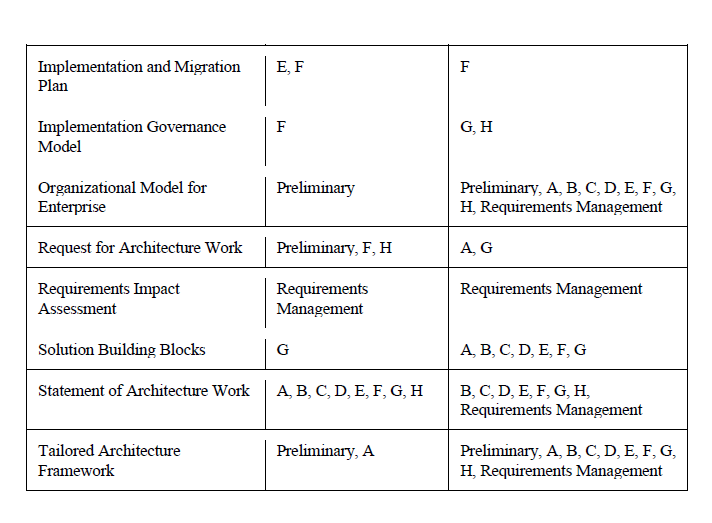 Implementation and Migration Plan | E, F | F
Implementation Governance Model | F | G, H
Organizational Model for Enterprise | Preliminary | Preliminary, A, B, C, D, E, F, G, H, Requirements Management
Request for Architecture Work | Preliminary, F, H | A, G
Requirements Impact Assessment | Requirements Management | Requirements Management
Solution Building Blocks | G | A, B, C, D, E, F, G
Statement of Architecture Work | A, B, C, D, E, F, G, H | B, C, D, E, F, G, H, Requirements Management
Tailored Architecture Framework | Preliminary, A | Preliminary, A, B, C, D, E, F, G, H, Requirements Management